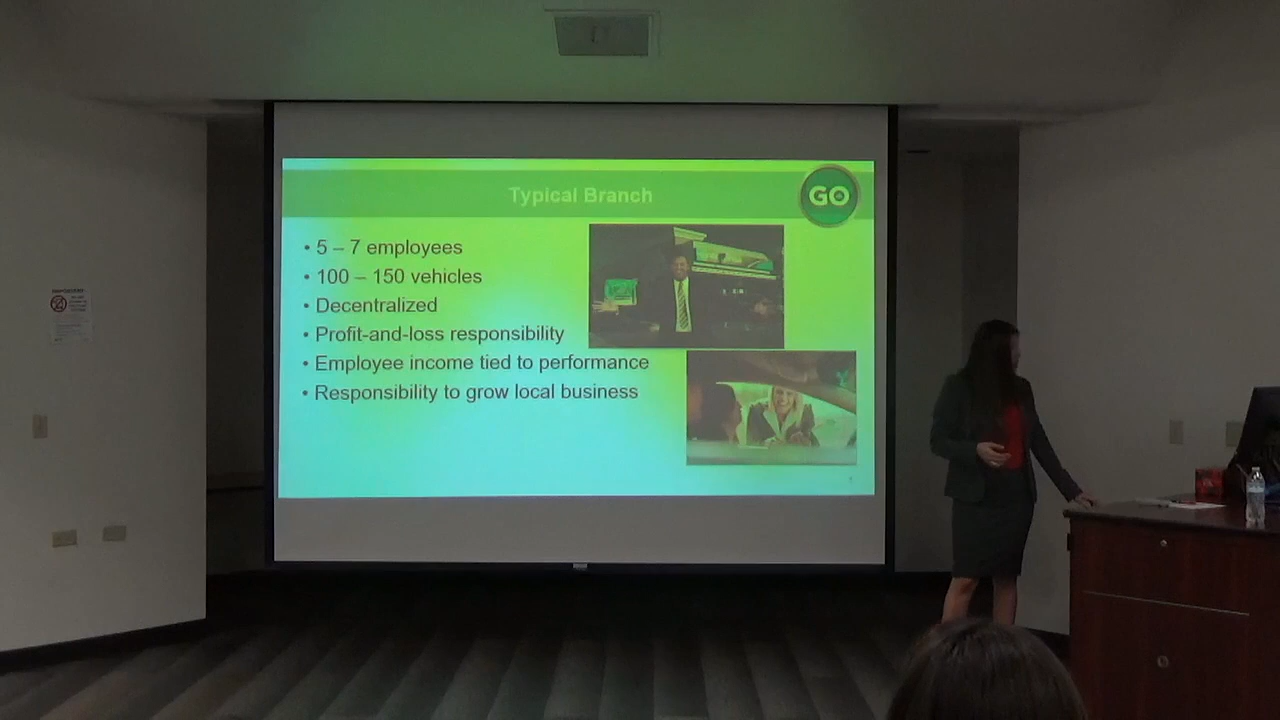 Typical Branch
GO
• 5 – 7 employees
• 100 – 150 vehicles
• Decentralized
• Profit-and-loss responsibility
• Employee income tied to performance
• Responsibility to grow local business